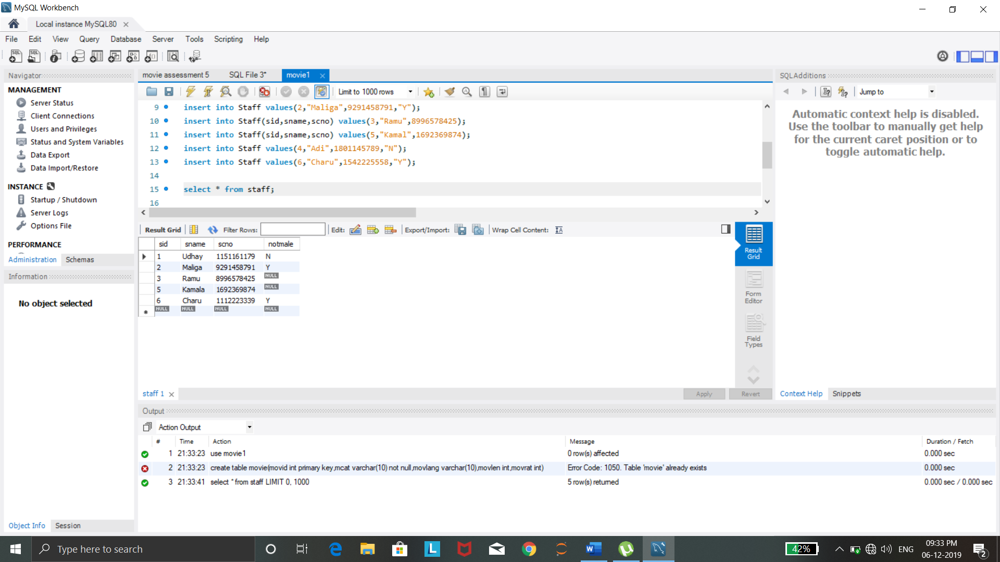 MySQL Workbench
Local instance MySQL80
File Edit View Query Database Server Tools Scripting Help
Navigator
MANAGEMENT
Server Status
Client Connections
Users and Privileges
Status and System Variables
Data Export
Data Import/Restore
INSTANCE
Startup / Shutdown
Server Logs
Options File
PERFORMANCE
Administration Schemas
Information
No object selected
Object Info Session
movie assessment 5 SQL File 3* movie1
Limit to 1000 rows
9 insert into Staff values(2,"Maliga",9291458791,"Y");
10 insert into Staff(sid,sname,scno) values(3,"Ramu",8996578425);
11 insert into Staff(sid,sname,scno) values(5,"Kamal",1692369874);
12 insert into Staff values(4,"Adi",1801145789,"N");
13 insert into Staff values(6,"Charu",1542225558,"Y");
14
15 select * from staff;
16
Result Grid Filter Rows: Edit: Export/Import: Wrap Cell Content:
sid sname scno notmale
1 Udhay 1151161179 N
2 Maliga 9291458791 Y
3 Ramu 8996578425 NULL
5 Kamala 1692369874 NULL
6 Charu 1112223339 Y
NULL NULL NULL NULL
Result Grid
Form Editor
Field Types
staff 1 Apply Revert
SQLAdditions
Jump to
Automatic context help is disabled.
Use the toolbar to manually get help
for the current caret position or to
toggle automatic help.
Context Help Snippets
Output
Action Output
# Time Action Message Duration / Fetch
1 21:33:23 use movie1 0 row(s) affected 0.000 sec
2 21:33:23 create table movie(movid int primary key,mcat varchar(10) not null,movlang varchar(10),movlen int,movrat int) Error Code: 1050. Table 'movie' already exists 0.000 sec
3 21:33:41 select * from staff LIMIT 0, 1000 5 row(s) returned 0.000 sec / 0.000 sec
Type here to search
42%
ENG
09:33 PM
06-12-2019
2